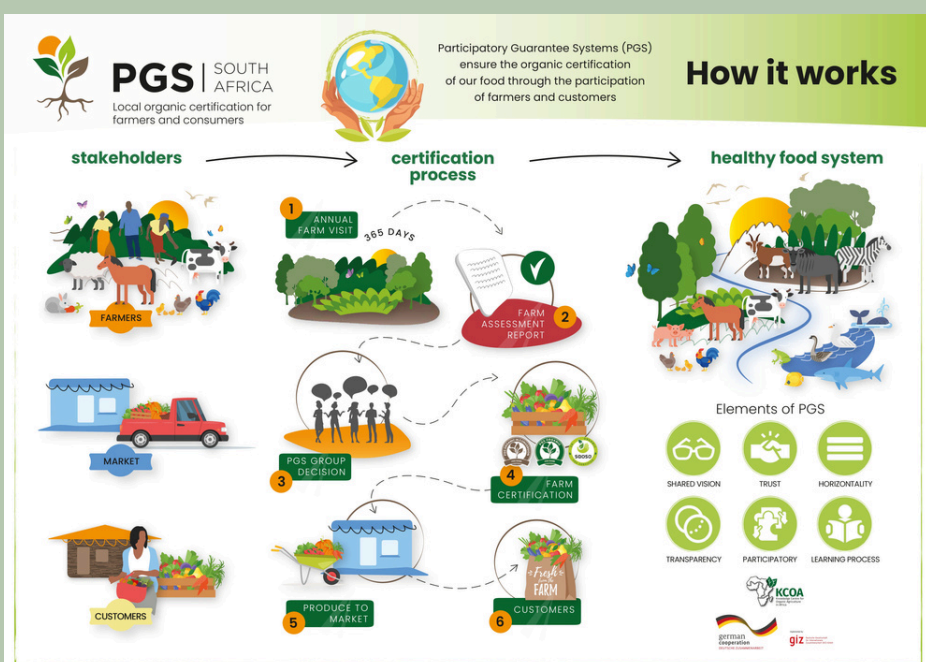 PGS | SOUTH
AFRICA
Local organic certification for
farmers and consumers
Participatory Guarantee Systems (PGS)
ensure the organic certification
of our food through the participation
of farmers and customers
How it works
stakeholders
certification
process
healthy food system
FARMERS
MARKET
CUSTOMERS
1
ANNUAL
FARM VISIT
365 DAYS
FARM
ASSESSMENT
REPORT
2
PGS GROUP
DECISION
3
SGOSO
4
FARM
CERTIFICATION
5
PRODUCE TO
MARKET
Fresh
FARM
6
CUSTOMERS
Elements of PGS
SHARED VISION
TRUST
HORIZONTALITY
TRANSPARENCY
PARTICIPATORY
LEARNING PROCESS
KCOA
german
cooperation
DEUTSCHE ZUSAMMENARBEIT
giz